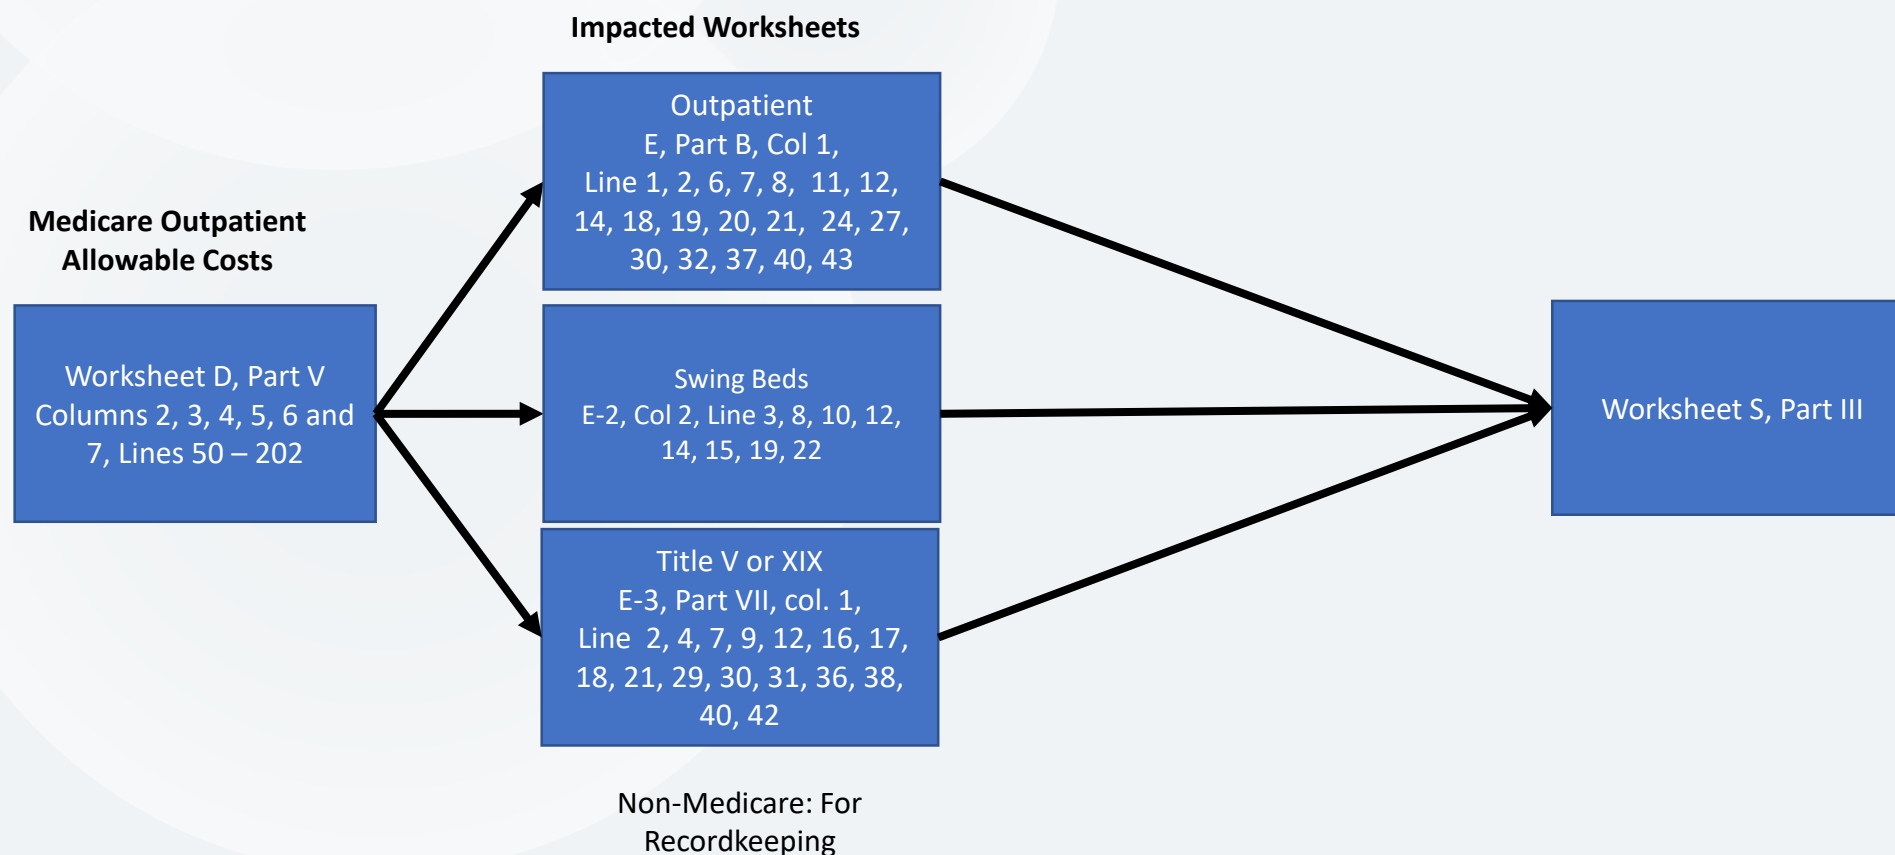 Impacted Worksheets
Medicare Outpatient
Allowable Costs
Worksheet D, Part V
Columns 2, 3, 4, 5, 6 and
7, Lines 50 – 202
Outpatient
E, Part B, Col 1,
Line 1, 2, 6, 7, 8,  11, 12,
14, 18, 19, 20, 21,  24, 27,
30, 32, 37, 40, 43
Swing Beds
E-2, Col 2, Line 3, 8, 10, 12,
14, 15, 19, 22
Title V or XIX
E-3, Part VII, col. 1,
Line  2, 4, 7, 9, 12, 16, 17,
18, 21, 29, 30, 31, 36, 38,
40, 42
Non-Medicare: For
Recordkeeping
Worksheet S, Part III